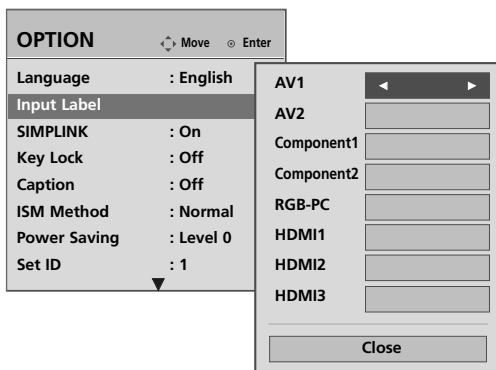 OPTION Move Enter
Language : English
Input Label
SIMPLINK : On
Key Lock : Off
Caption : Off
ISM Method : Normal
Power Saving : Level 0
Set ID : 1
AV1
AV2
Component1
Component2
RGB-PC
HDMI1
HDMI2
HDMI3
Close